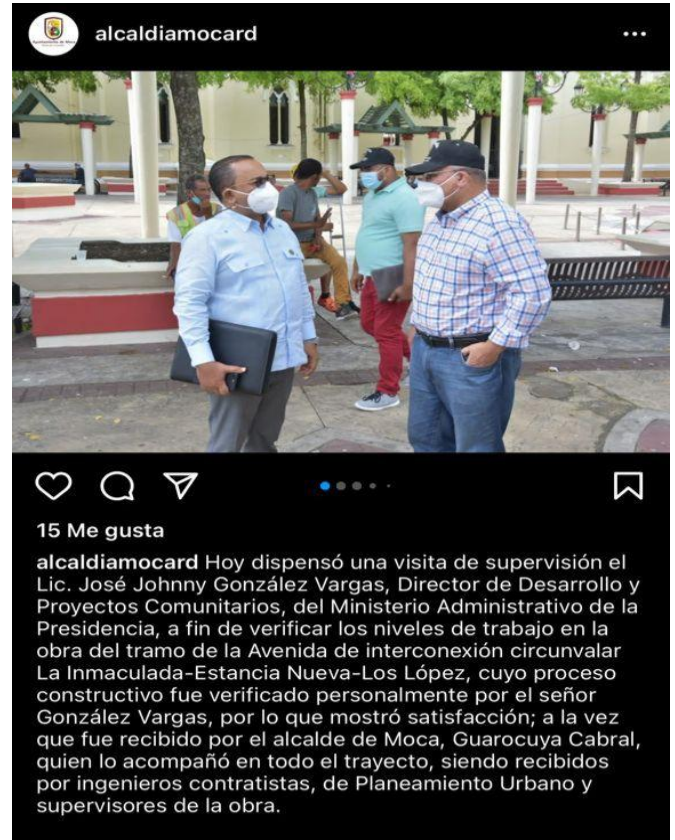 alcaldiamocard
15 Me gusta
alcaldiamocard Hoy dispensó una visita de supervisión el
Lic. José Johnny González Vargas, Director de Desarrollo y
Proyectos Comunitarios, del Ministerio Administrativo de la
Presidencia, a fin de verificar los niveles de trabajo en la
obra del tramo de la Avenida de interconexión circunvalar
La Inmaculada-Estancia Nueva-Los López, cuyo proceso
constructivo fue verificado personalmente por el señor
González Vargas, por lo que mostró satisfacción; a la vez
que fue recibido por el alcalde de Moca, Guarocuya Cabral,
quien lo acompañó en todo el trayecto, siendo recibidos
por ingenieros contratistas, de Planeamiento Urbano y
supervisores de la obra.